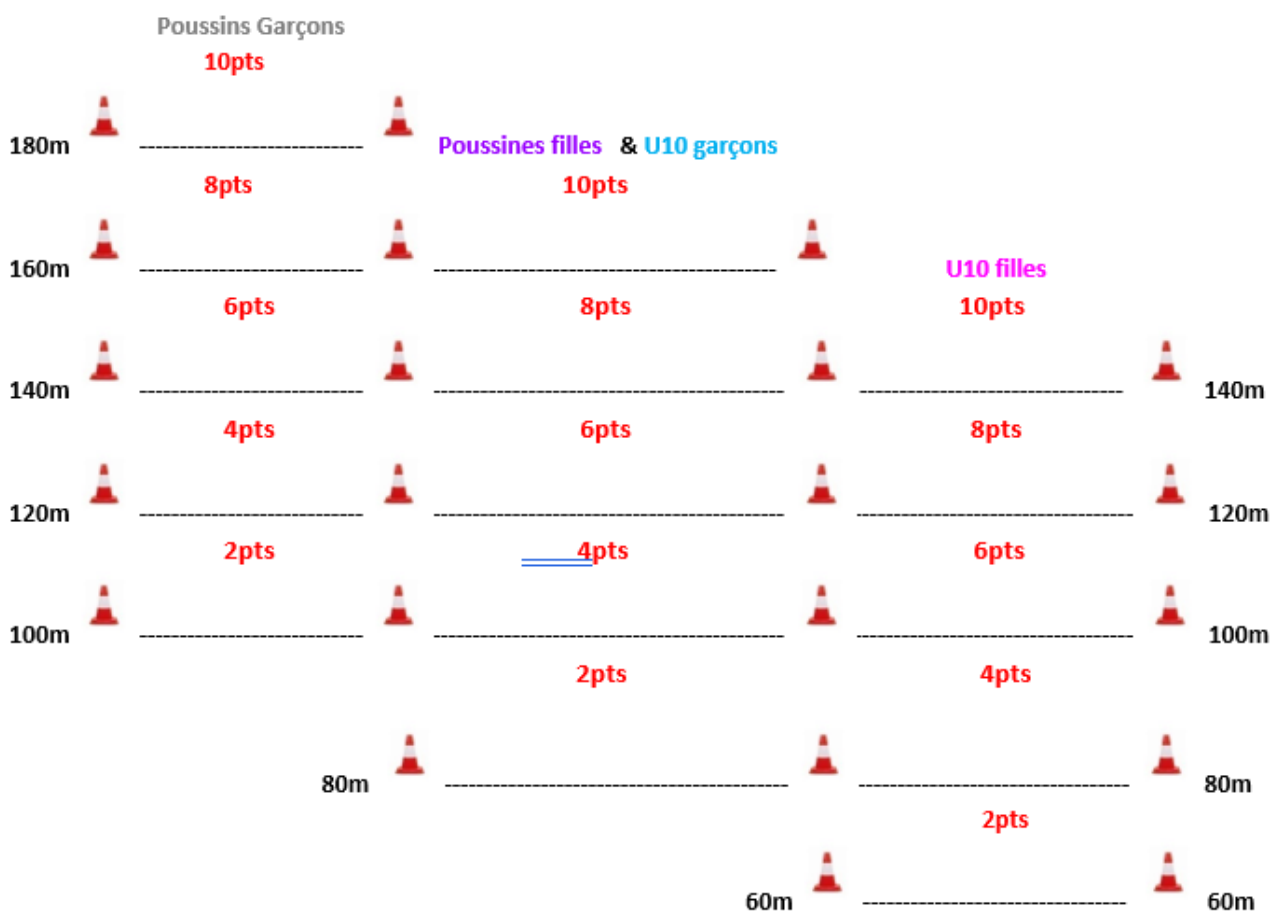 Poussins Garçons
10pts
180m Poussines filles & U10 garçons
8pts 10pts
160m U10 filles
6pts 8pts 10pts
140m 140m
4pts 6pts 8pts
120m 120m
2pts 4pts 6pts
100m 100m
2pts 4pts
80m 80m
2pts
60m 60m